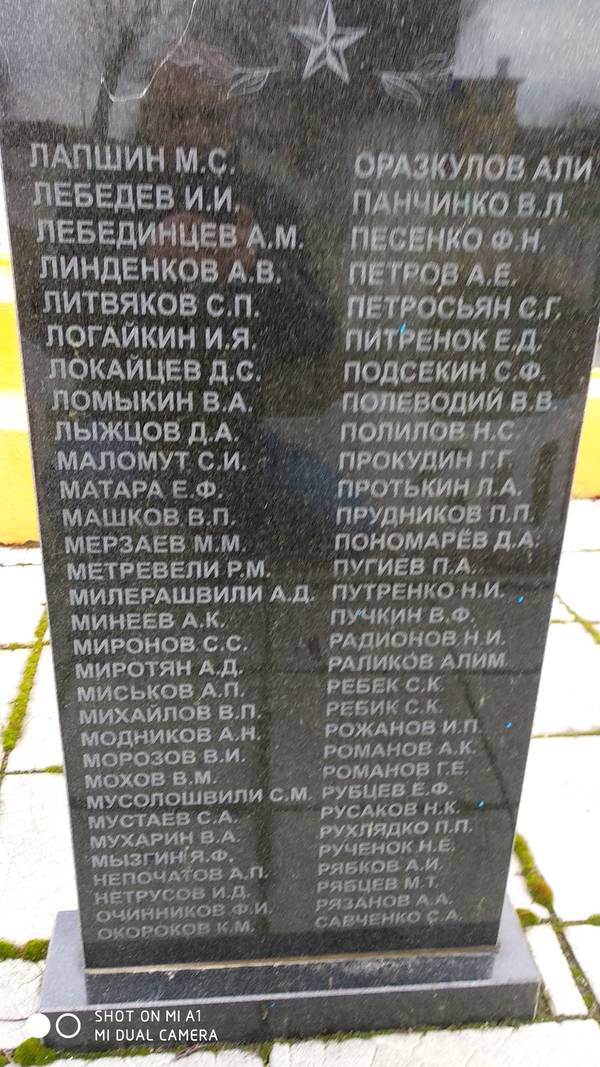 ЛАПШИН М.С.
ЛЕБЕДЕВ И.И.
ЛЕБЕДИНЦЕВ А.М.
ЛИНДЕНКОВ А.В.
ЛИТВЯКОВ С.П.
ЛОГАЙКИН И.Я.
ЛОКАЙЦЕВ Д.С.
ЛОМЫКИН В.А.
ЛЫЖЦОВ Д.А.
МАЛОМУТ С.И.
МАТАРА Е.Ф.
МАШКОВ В.П.
МЕРЗАЕВ М.М.
МЕТРЕВЕЛИ Р.М.
МИЛЕРАШВИЛИ А.Д.
МИНЕЕВ А.К.
МИРОНОВ С.С.
МИРОТЯН А.Д.
МИСЬКОВ А.П.
МИХАЙЛОВ В.П.
МОДНИКОВ А.Н.
МОРОЗОВ В.И.
МОХОВ В.М.
МУСОЛОШВИЛИ С.М.
МУСТАЕВ С.А.
МУХАРИН В.А.
МЫЗГИН Я.Ф.
НЕПОЧАТОВ А.П.
НЕТРУСОВ И.Д.
ОЧИННИКОВ Ф.И.
ОКОРОКОВ К.М.
ОРАЗКУЛОВ АЛИ
ПАНЧИНКО В.Л.
ПЕСЕНКО Ф.Н.
ПЕТРОВ А.Е.
ПЕТРОСЬЯН С.Г.
ПИТРЕНОК Е.Д.
ПОДСЕКИН С.Ф.
ПОЛЕВОДИЙ В.В.
ПОЛИЛОВ Н.С.
ПРОКУДИН Г.Г.
ПРОТЬКИН Л.А.
ПРУДНИКОВ П.П.
ПОНОМАРЁВ Д.А.
ПУГИЕВ П.А.
ПУТРЕНКО Н.И.
ПУЧКИН В.Ф.
РАДИОНОВ Н.И.
РАЛИКОВ АЛИМ
РЕБЕК С.К.
РЕБИК С.К.
РОЖАНОВ И.П.
РОМАНОВ А.К.
РОМАНОВ Г.Е.
РУБЦЕВ Е.Ф.
РУСАКОВ Н.К.
РУХЛЯДКО П.П.
РУЧЕНОК Н.Е.
РЯБКОВ А.И.
РЯБЦЕВ М.Т.
РЯЗАНОВ А.А.
САВЧЕНКО С.А.
SHOT ON MI A1
MI DUAL CAMERA